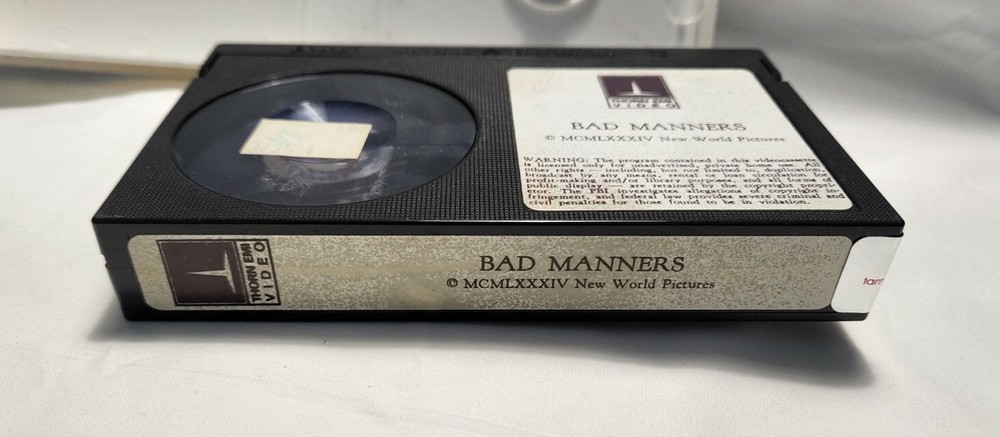 THORN EMI
VIDEO
BAD MANNERS
© MCMLXXXIV New World Pictures
WARNING: The program contained in this videocassette
is licensed only for unadvertised, private home use. All
other rights — including, but not limited to, duplication,
broadcast by any means, rental, use or circulation for
profit-making and/or library purposes, and all forms of
public display — are retained by the copyright propri-
etor. The FBI investigates allegations of copyright in-
fringement, and federal law provides severe criminal and
civil penalties for those found to be in violation.
THORN EMI
VIDEO
BAD MANNERS
© MCMLXXXIV New World Pictures